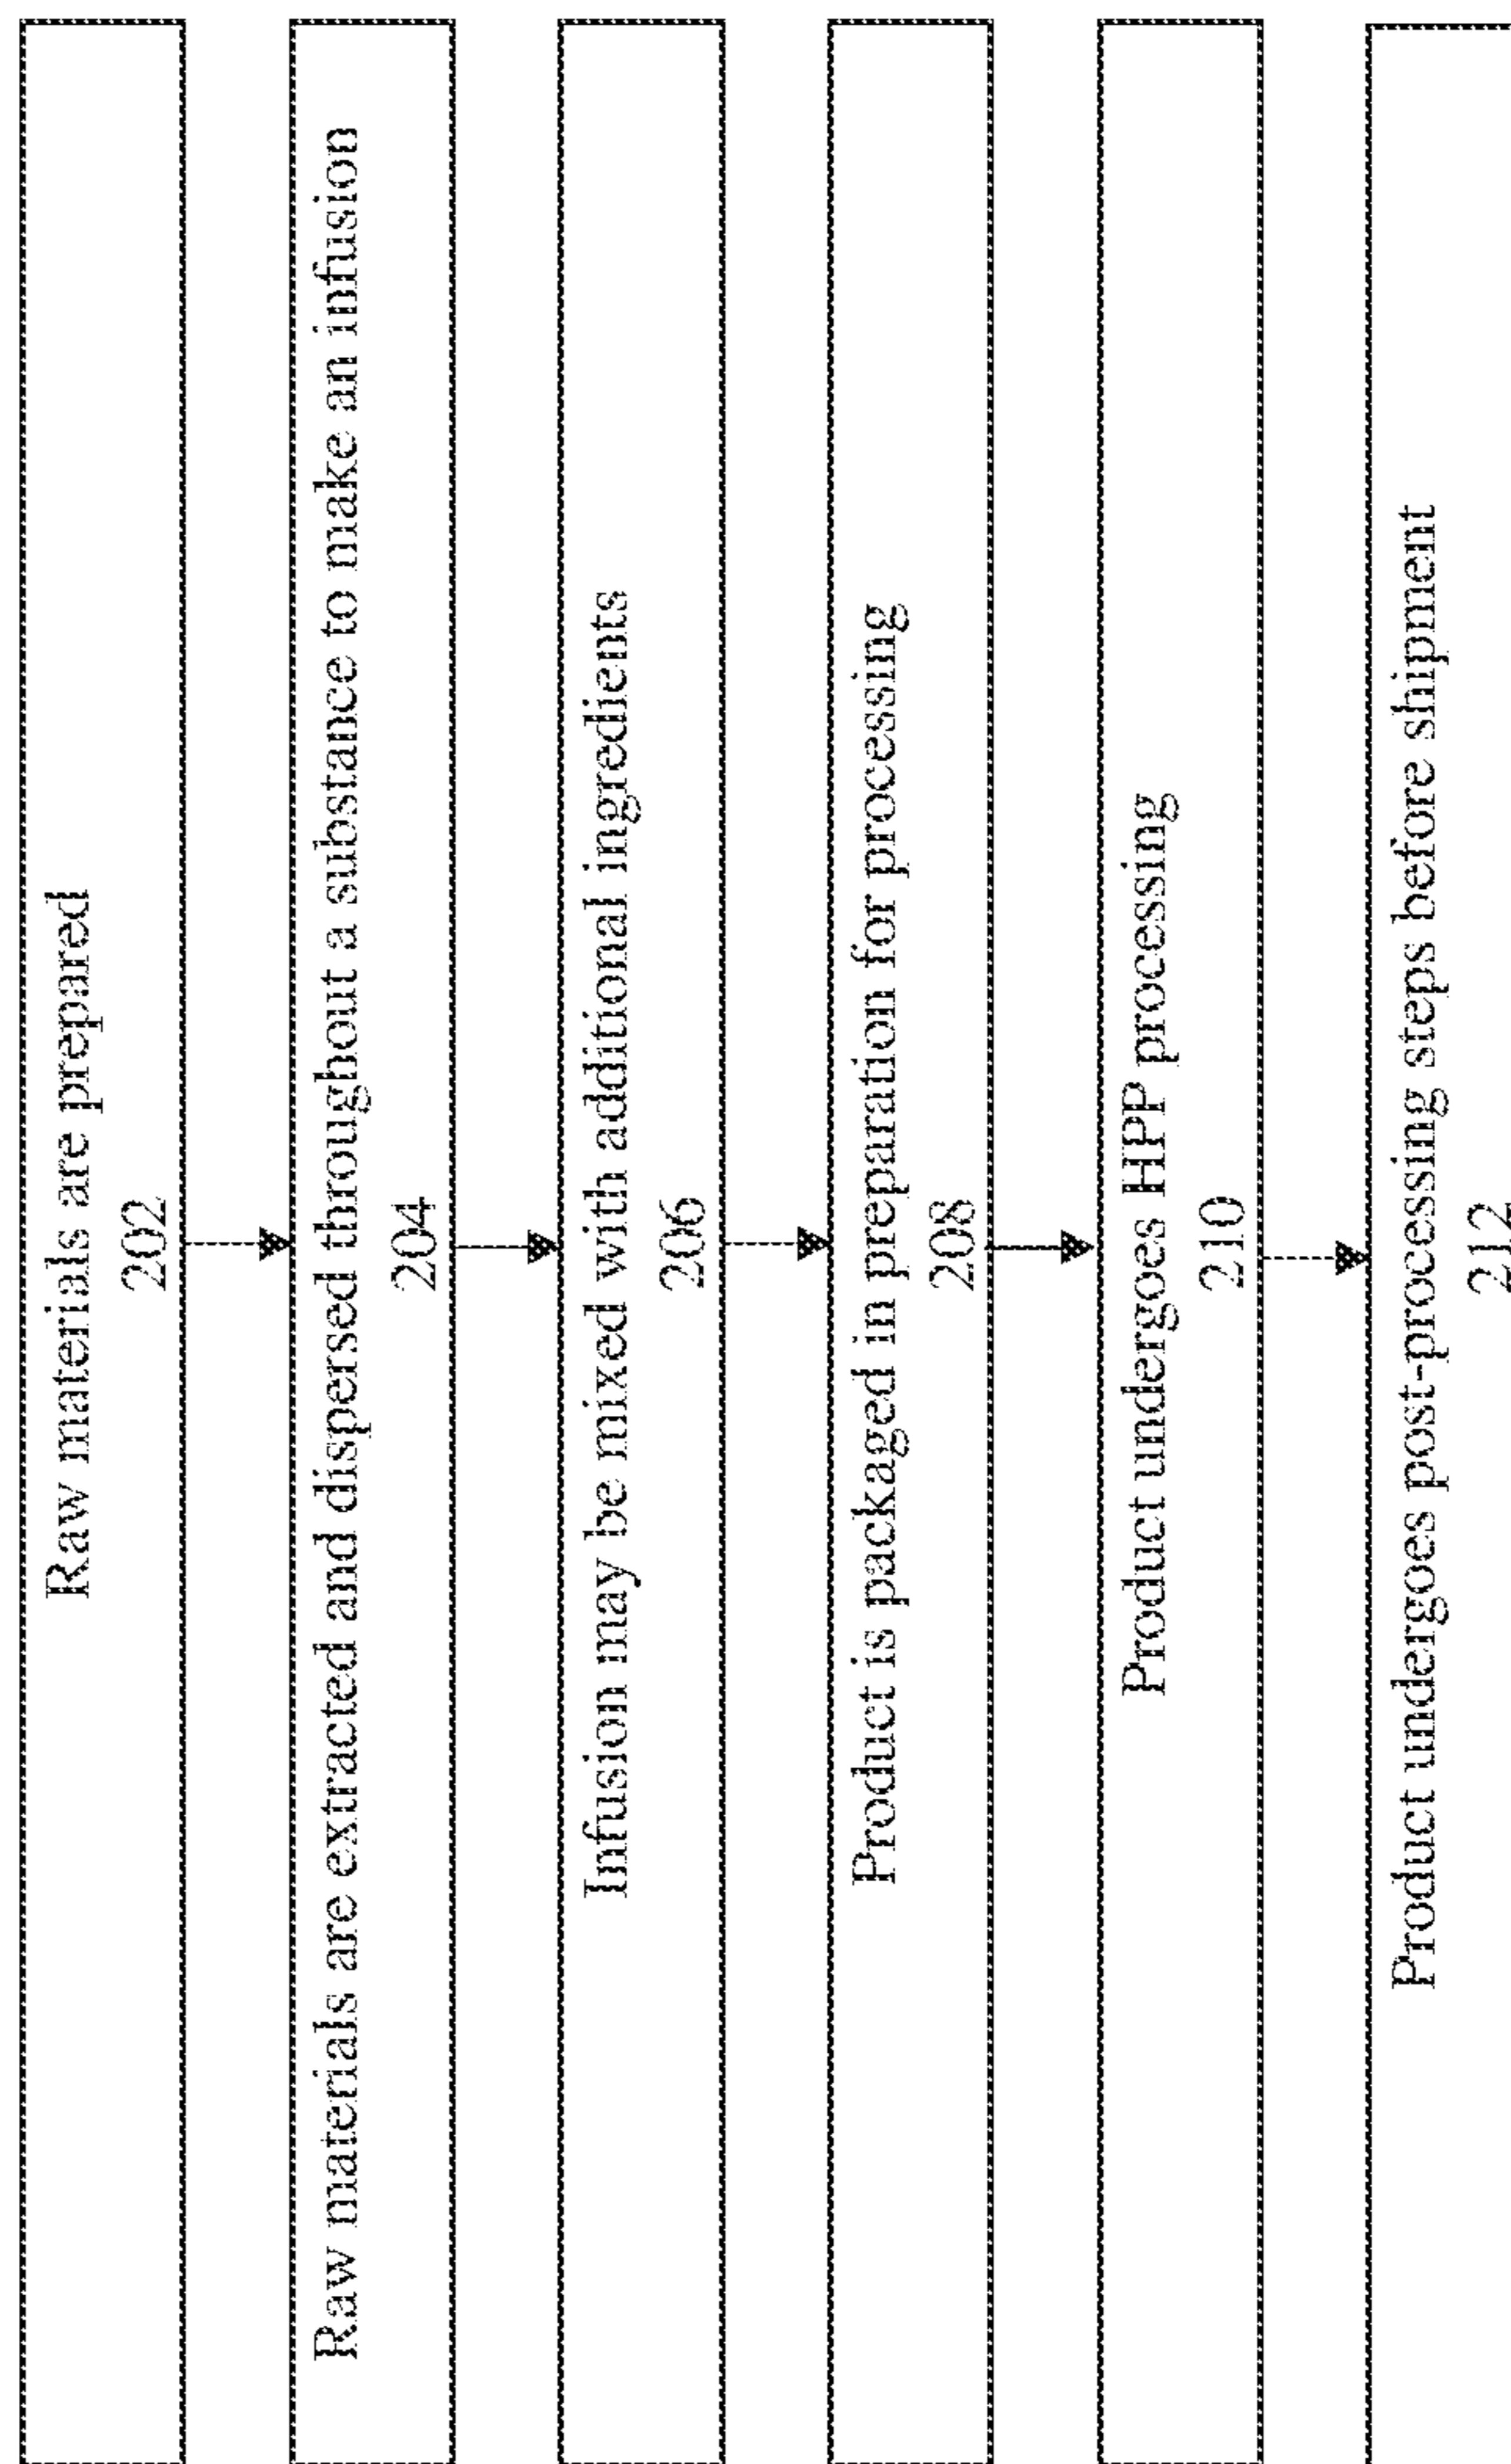 Raw materials are prepared
202
Raw materials are extracted and dispersed throughout a substance to make an infusion
204
Infusion may be mixed with additional ingredients
206
Product is packaged in preparation for processing
208
Product undergoes HPP processing
210
Product undergoes post-processing steps before shipment
212